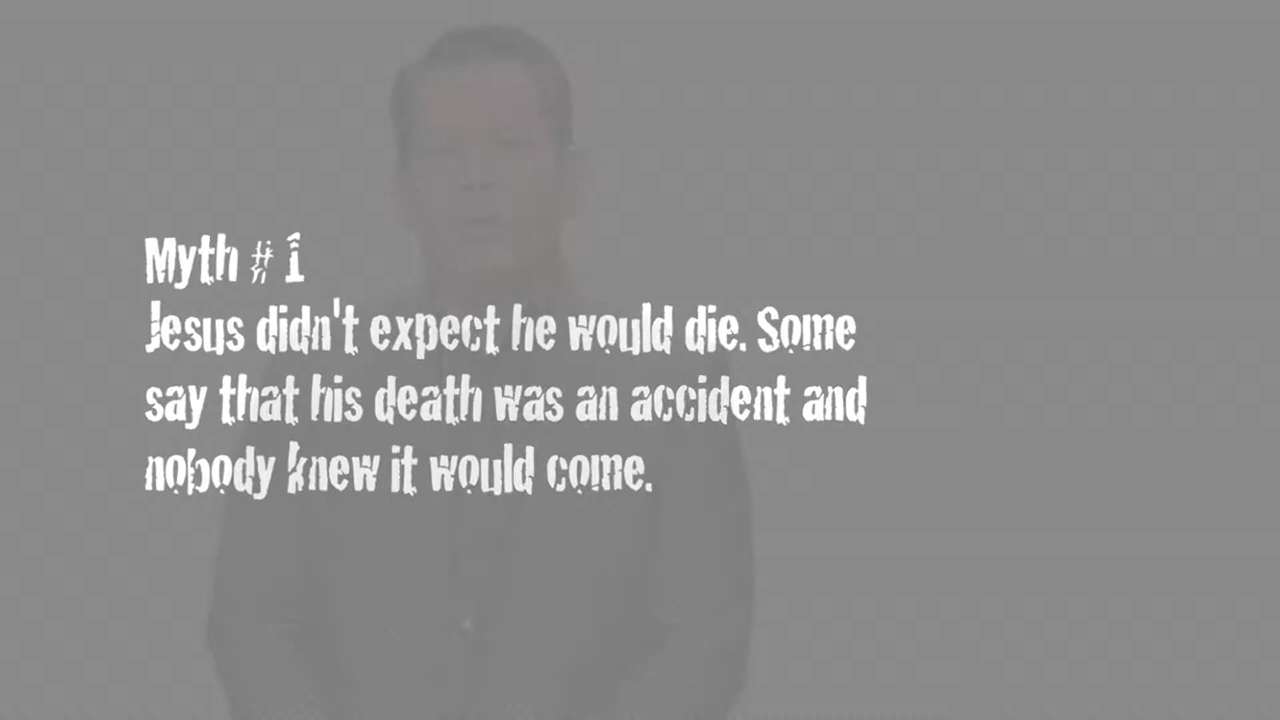 Myth # 1
Jesus didn't expect he would die. Some
say that his death was an accident and
nobody knew it would come.